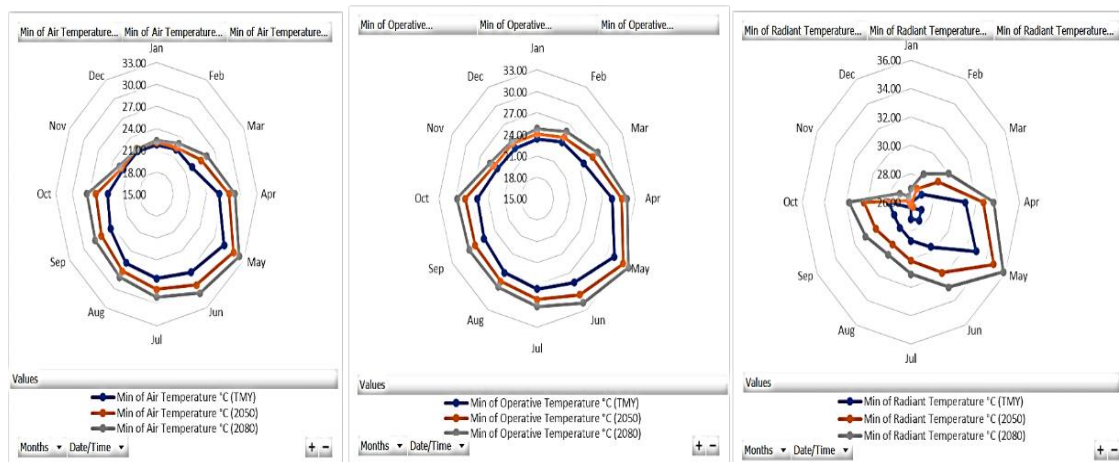 Min of Air Temperature... Min of Air Temperature... Min of Air Temperature...
Jan
33.00
Dec
Feb
30.00
27.00
Nov
Mar
24.00
21.00
18.00
Oct
15.00
Apr
Sep
May
Aug
Jun
Jul
Values
Min of Air Temperature °C (TMY)
Min of Air Temperature °C (2050)
Min of Air Temperature °C (2080)
Months Date/Time + −
Min of Operative... Min of Operative... Min of Operative...
Jan
33.00
Dec
Feb
30.00
27.00
Nov
Mar
24.00
21.00
18.00
Oct
15.00
Apr
Sep
May
Aug
Jun
Jul
Values
Min of Operative Temperature °C (TMY)
Min of Operative Temperature °C (2050)
Min of Operative Temperature °C (2080)
Months Date/Time + −
Min of Radiant Temperature... Min of Radiant Temperature... Min of Radiant Temperature...
Jan
36.00
Dec
Feb
34.00
32.00
Nov
Mar
30.00
28.00
Oct
26.00
Apr
Sep
May
Aug
Jun
Jul
Values
Min of Radiant Temperature °C (TMY)
Min of Radiant Temperature °C (2050)
Min of Radiant Temperature °C (2080)
Months Date/Time + −